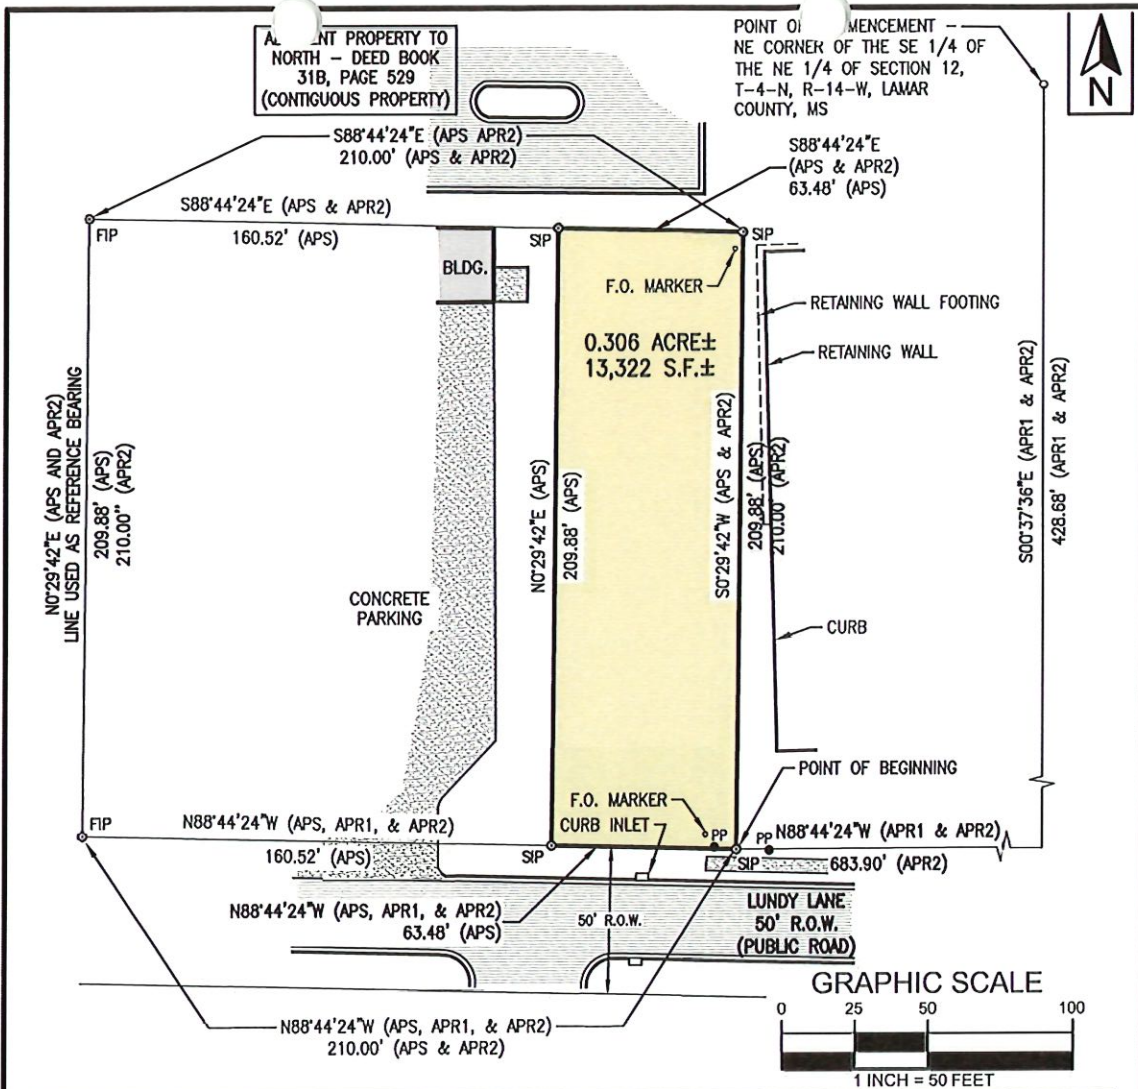 AD ENT PROPERTY TO
NORTH - DEED BOOK
31B, PAGE 529
(CONTIGUOUS PROPERTY)
POINT OF MENCEMENT -
NE CORNER OF THE SE 1/4 OF
THE NE 1/4 OF SECTION 12,
T-4-N, R-14-W, LAMAR
COUNTY, MS
N
S88°44'24"E (APS APR2)
210.00' (APS & APR2)
S88°44'24"E
(APS & APR2)
63.48' (APS)
S88°44'24"E (APS & APR2)
160.52' (APS)
FIP
SIP
SIP
BLDG.
F.O. MARKER
RETAINING WALL FOOTING
RETAINING WALL
0.306 ACRE±
13,322 S.F.±
N0°29'42"E (APS AND APR2)
LINE USED AS REFERENCE BEARING
209.88' (APS)
210.00" (APR2)
CONCRETE
PARKING
N0°29'42"E (APS)
209.88' (APS)
S0°29'42"W (APS & APR2)
209.88' (APS)
210.00' (APR2)
S00°37'36"E (APR1 & APR2)
428.68' (APR1 & APR2)
CURB
POINT OF BEGINNING
F.O. MARKER
CURB INLET
FIP
N88°44'24"W (APS, APR1, & APR2)
160.52' (APS)
SIP
PP
SIP
PP
N88°44'24"W (APR1 & APR2)
683.90' (APR2)
N88°44'24"W (APS, APR1, & APR2)
63.48' (APS)
50' R.O.W.
LUNDY LANE
50' R.O.W.
(PUBLIC ROAD)
N88°44'24"W (APS, APR1, & APR2)
210.00' (APS & APR2)
GRAPHIC SCALE
0 25 50 100
1 INCH = 50 FEET